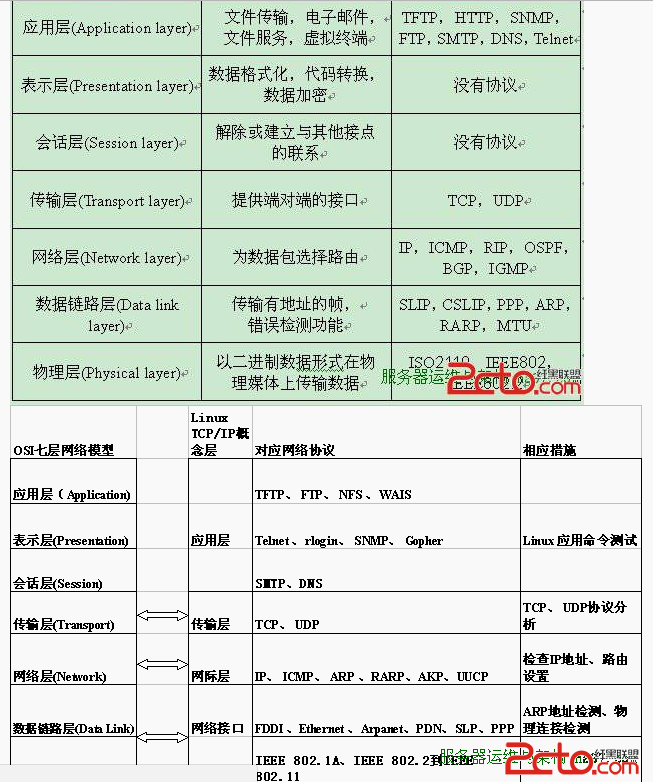 应用层(Application layer)
文件传输，电子邮件，
文件服务，虚拟终端
TFTP，HTTP，SNMP，
FTP，SMTP，DNS，Telnet
表示层(Presentation layer)
数据格式化，代码转换，
数据加密
没有协议
会话层(Session layer)
解除或建立与其他接点
的联系
没有协议
传输层(Transport layer)
提供端对端的接口
TCP，UDP
网络层(Network layer)
为数据包选择路由
IP，ICMP，RIP，OSPF，
BGP，IGMP
数据链路层(Data link
layer)
传输有地址的帧，
错误检测功能
SLIP，CSLIP，PPP，ARP，
RARP，MTU
物理层(Physical layer)
以二进制数据形式在物
理媒体上传输数据
ISO2110，IEEE802，
IEEE802.2
服务器运维与架构
2cto.com
红黑联盟
OSI七层网络模型
Linux
TCP/IP概
念层
对应网络协议
相应措施
应用层（Application)
TFTP、 FTP、 NFS 、WAIS
表示层(Presentation)
应用层
Telnet 、rlogin、 SNMP、 Gopher
Linux 应用命令测试
会话层(Session)
SMTP、DNS
传输层(Transport)
传输层
TCP、 UDP
TCP、 UDP协议分
析
网络层(Network)
网际层
IP、 ICMP、 ARP 、RARP、AKP、UUCP
检查IP地址、路由
设置
数据链路层(Data Link)
网络接口
FDDI 、Ethernet 、Arpanet、PDN、SLP、PPP
ARP地址检测、物
理连接检测
IEEE 802.1A、IEEE 802.2到IEEE
802.11
服务器运维与架构
2cto.com
红黑联盟